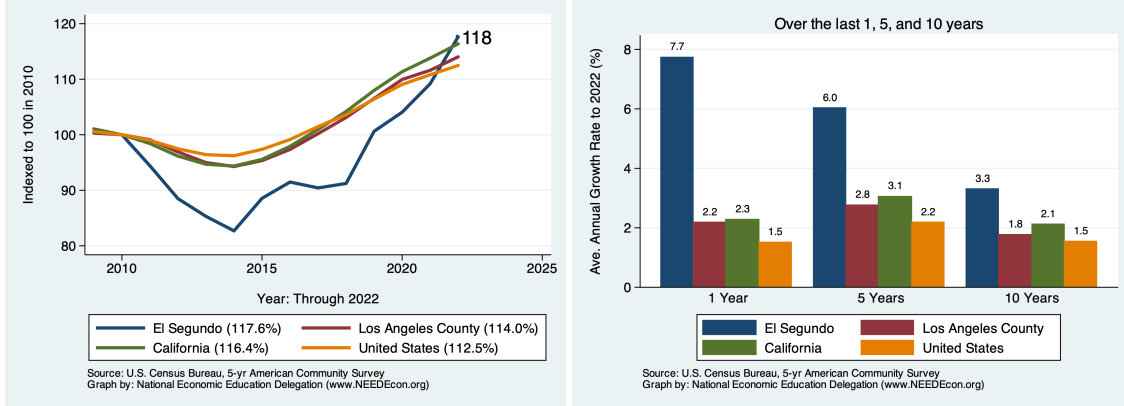 Indexed to 100 in 2010
120
110
100
90
80
118
2010
2015
2020
2025
Year: Through 2022
El Segundo (117.6%)
Los Angeles County (114.0%)
California (116.4%)
United States (112.5%)
Source: U.S. Census Bureau, 5-yr American Community Survey
Graph by: National Economic Education Delegation (www.NEEDEcon.org)
Over the last 1, 5, and 10 years
Ave. Annual Growth Rate to 2022 (%)
8
6
4
2
0
7.7
2.2
2.3
1.5
6.0
2.8
3.1
2.2
3.3
1.8
2.1
1.5
1 Year
5 Years
10 Years
El Segundo
Los Angeles County
California
United States
Source: U.S. Census Bureau, 5-yr American Community Survey
Graph by: National Economic Education Delegation (www.NEEDEcon.org)